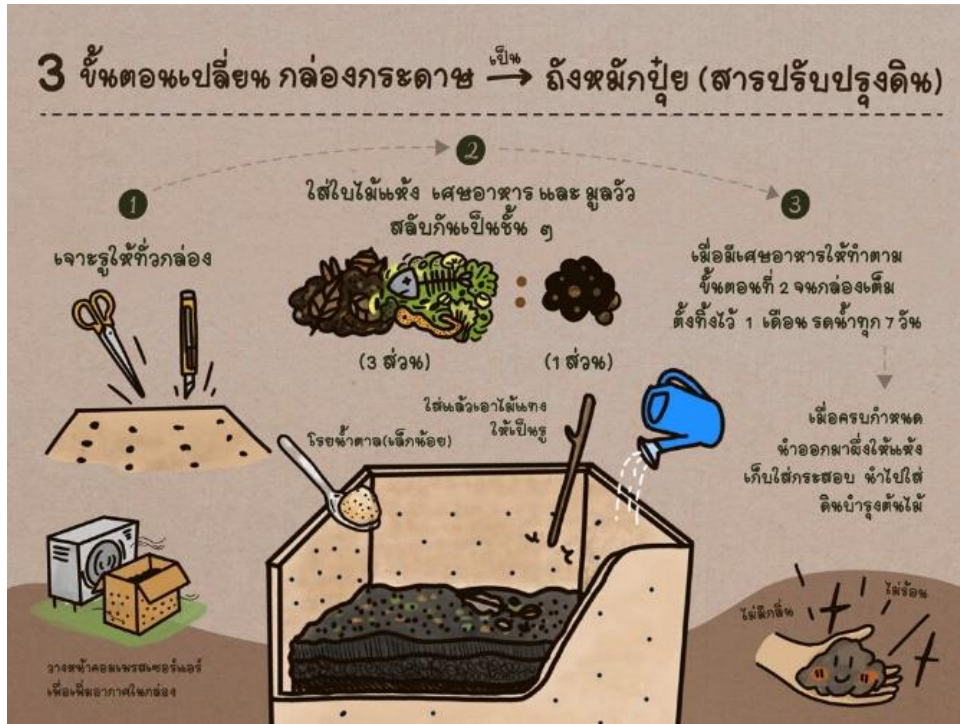 3 ขั้นตอนเปลี่ยน กล่องกระดาษ เป็น → ถังหมักปุ๋ย (สารปรับปรุงดิน)
1
เจาะรูให้ทั่วกล่อง
2
ใส่ใบไม้แห้ง เศษอาหาร และ มูลวัว
สลับกันเป็นชั้น ๆ
:
(3 ส่วน)
(1 ส่วน)
ใส่แล้วเอาไม้แทง
ให้เป็นรู
โรยน้ำตาล(เล็กน้อย)
3
เมื่อมีเศษอาหารให้ทำตาม
ขั้นตอนที่ 2 จนกล่องเต็ม
ตั้งทิ้งไว้ 1 เดือน รดน้ำทุก 7 วัน
เมื่อครบกำหนด
นำออกมาผึ่งให้แห้ง
เก็บใส่กระสอบ นำไปใส่
ดินบำรุงต้นไม้
วางหน้าคอมเพรสเซอร์แอร์
เพื่อเพิ่มอากาศในกล่อง
ไม่มีกลิ่น
ไม่ร้อน